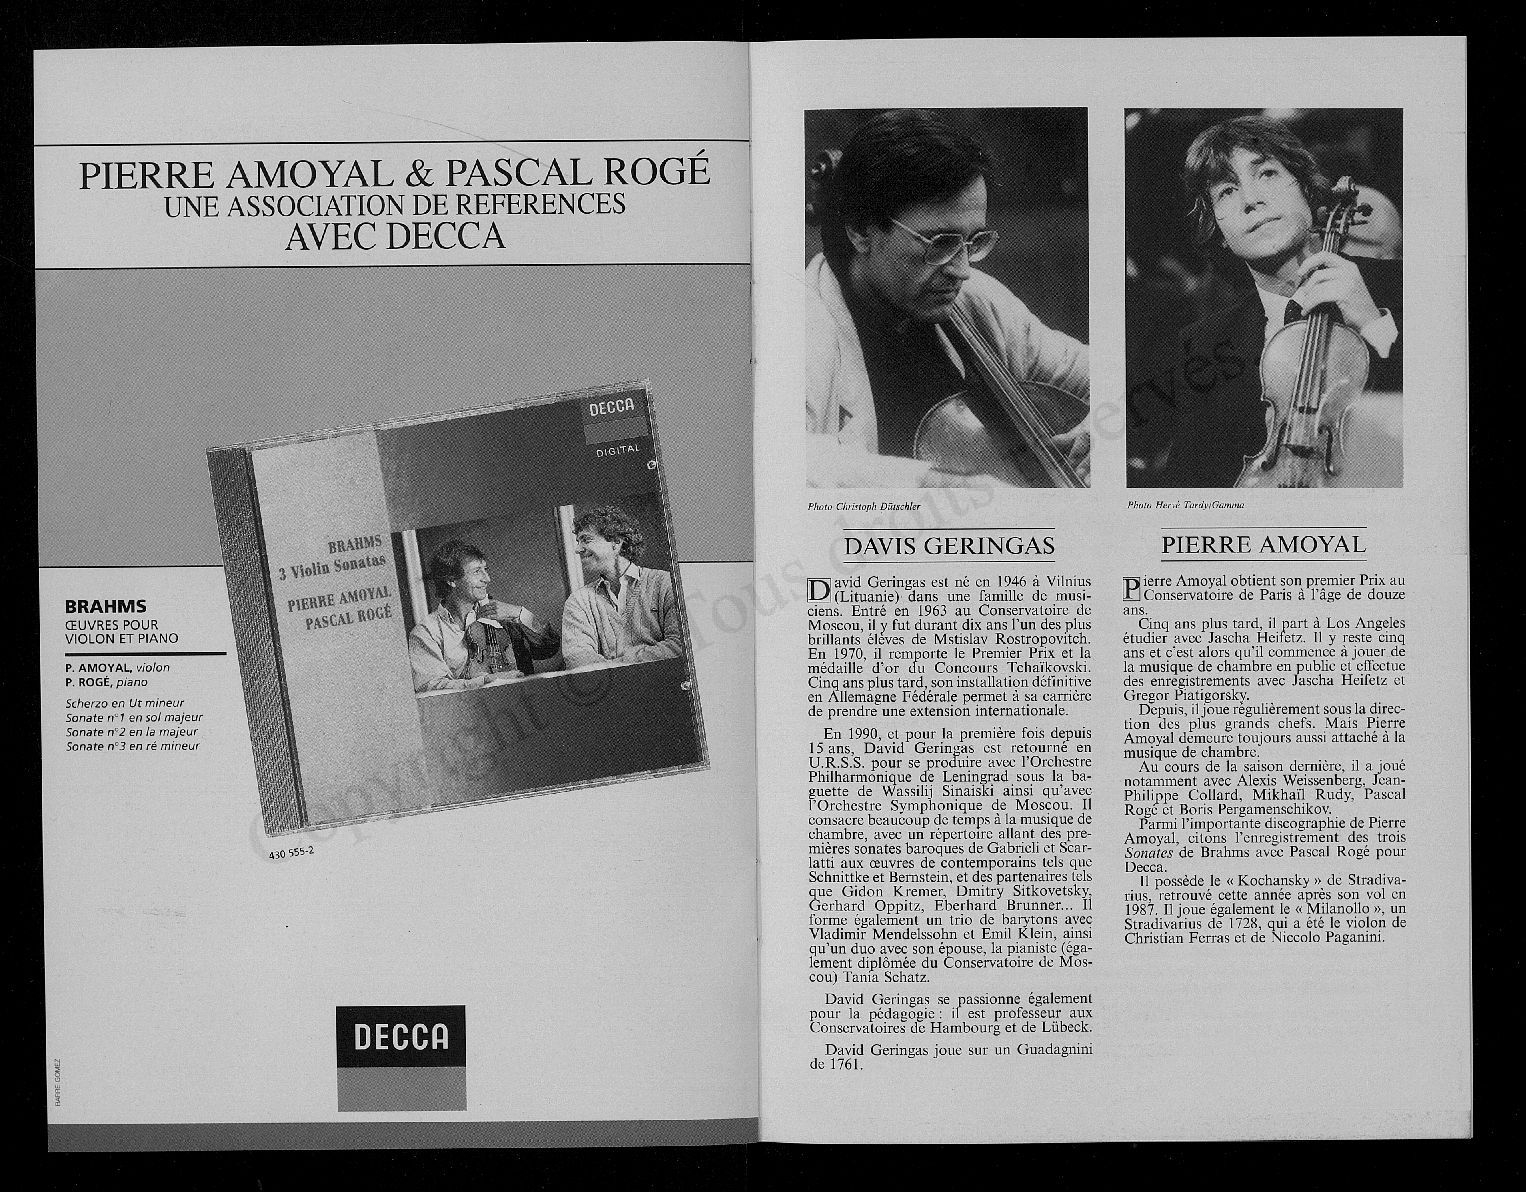 PIERRE AMOYAL & PASCAL ROGÉ
UNE ASSOCIATION DE REFERENCES
AVEC DECCA
DECCA
DIGITAL
BRAHMS
3 Violin Sonatas
PIERRE AMOYAL
PASCAL ROGÉ
430 555-2
BRAHMS
ŒUVRES POUR
VIOLON ET PIANO
P. AMOYAL, violon
P. ROGÉ, piano
Scherzo en Ut mineur
Sonate n°1 en sol majeur
Sonate n°2 en la majeur
Sonate n°3 en ré mineur
DECCA
BARRE GOMEZ
Photo Christoph Dütschler
DAVIS GERINGAS
David Geringas est né en 1946 à Vilnius
(Lituanie) dans une famille de musi-
ciens. Entré en 1963 au Conservatoire de
Moscou, il y fut durant dix ans l'un des plus
brillants élèves de Mstislav Rostropovitch.
En 1970, il remporte le Premier Prix et la
médaille d'or du Concours Tchaïkovski.
Cinq ans plus tard, son installation définitive
en Allemagne Fédérale permet à sa carrière
de prendre une extension internationale.
En 1990, et pour la première fois depuis
15 ans, David Geringas est retourné en
U.R.S.S. pour se produire avec l'Orchestre
Philharmonique de Leningrad sous la ba-
guette de Wassilij Sinaiski ainsi qu'avec
l'Orchestre Symphonique de Moscou. Il
consacre beaucoup de temps à la musique de
chambre, avec un répertoire allant des pre-
mières sonates baroques de Gabrieli et Scar-
latti aux œuvres de contemporains tels que
Schnittke et Bernstein, et des partenaires tels
que Gidon Kremer, Dmitry Sitkovetsky,
Gerhard Oppitz, Eberhard Brunner... Il
forme également un trio de barytons avec
Vladimir Mendelssohn et Emil Klein, ainsi
qu'un duo avec son épouse, la pianiste (éga-
lement diplômée du Conservatoire de Mos-
cou) Tania Schatz.
David Geringas se passionne également
pour la pédagogie : il est professeur aux
Conservatoires de Hambourg et de Lübeck.
David Geringas joue sur un Guadagnini
de 1761.
Photo Hervé Tardy/Gamma
PIERRE AMOYAL
Pierre Amoyal obtient son premier Prix au
Conservatoire de Paris à l'âge de douze
ans.
Cinq ans plus tard, il part à Los Angeles
étudier avec Jascha Heifetz. Il y reste cinq
ans et c'est alors qu'il commence à jouer de
la musique de chambre en public et effectue
des enregistrements avec Jascha Heifetz et
Gregor Piatigorsky.
Depuis, il joue régulièrement sous la direc-
tion des plus grands chefs. Mais Pierre
Amoyal demeure toujours aussi attaché à la
musique de chambre.
Au cours de la saison dernière, il a joué
notamment avec Alexis Weissenberg, Jean-
Philippe Collard, Mikhaïl Rudy, Pascal
Rogé et Boris Pergamenschikov.
Parmi l'importante discographie de Pierre
Amoyal, citons l'enregistrement des trois
Sonates de Brahms avec Pascal Rogé pour
Decca.
Il possède le « Kochansky » de Stradiva-
rius, retrouvé cette année après son vol en
1987. Il joue également le « Milanollo », un
Stradivarius de 1728, qui a été le violon de
Christian Ferras et de Niccolo Paganini.
Copyright © Tous droits réservés